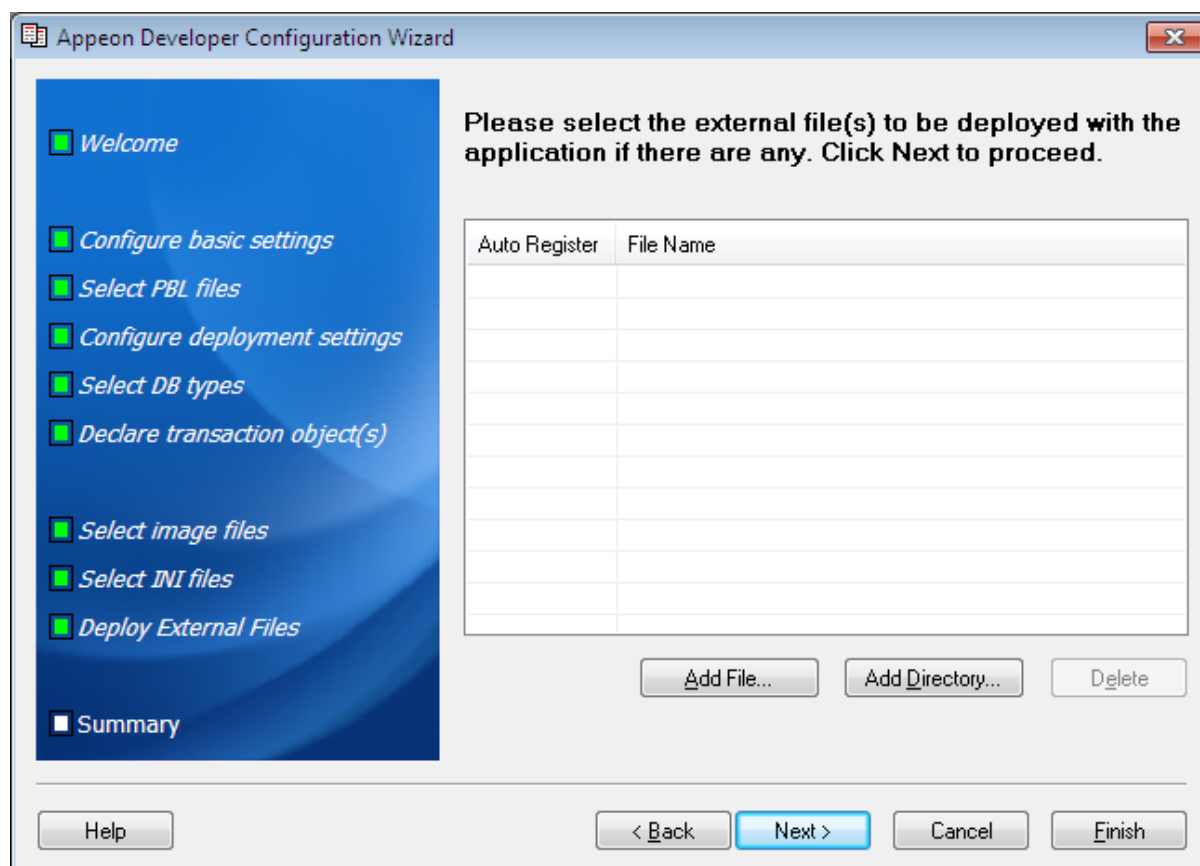 Appeon Developer Configuration Wizard
Welcome
Configure basic settings
Select PBL files
Configure deployment settings
Select DB types
Declare transaction object(s)
Select image files
Select INI files
Deploy External Files
Summary
Please select the external file(s) to be deployed with the
application if there are any. Click Next to proceed.
Auto Register File Name
Add File... Add Directory... Delete
Help < Back Next > Cancel Finish